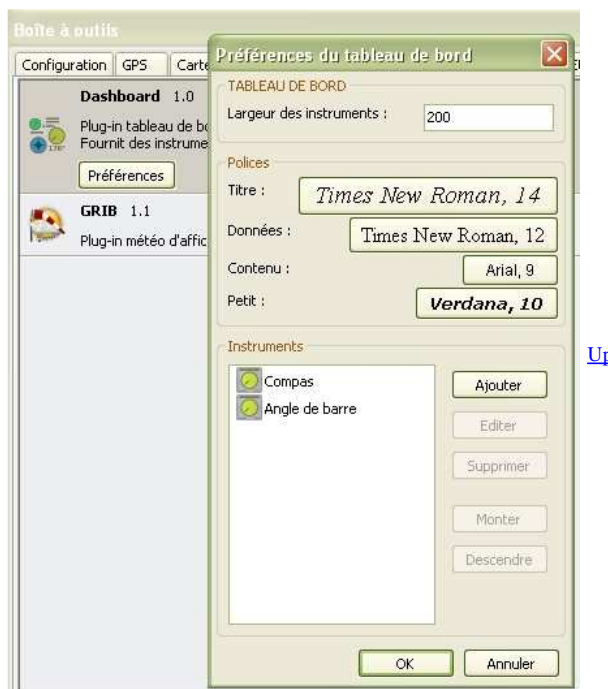 Boîte à outils
Configuration GPS Carte
Dashboard 1.0
Plug-in tableau de bo
Fournit des instrume
Préférences
GRIB 1.1
Plug-in météo d'affic
Préférences du tableau de bord
TABLEAU DE BORD
Largeur des instruments : 200
Polices
Titre : Times New Roman, 14
Données : Times New Roman, 12
Contenu : Arial, 9
Petit : Verdana, 10
Instruments
Compas
Angle de barre
Ajouter
Editer
Supprimer
Monter
Descendre
OK Annuler
Up